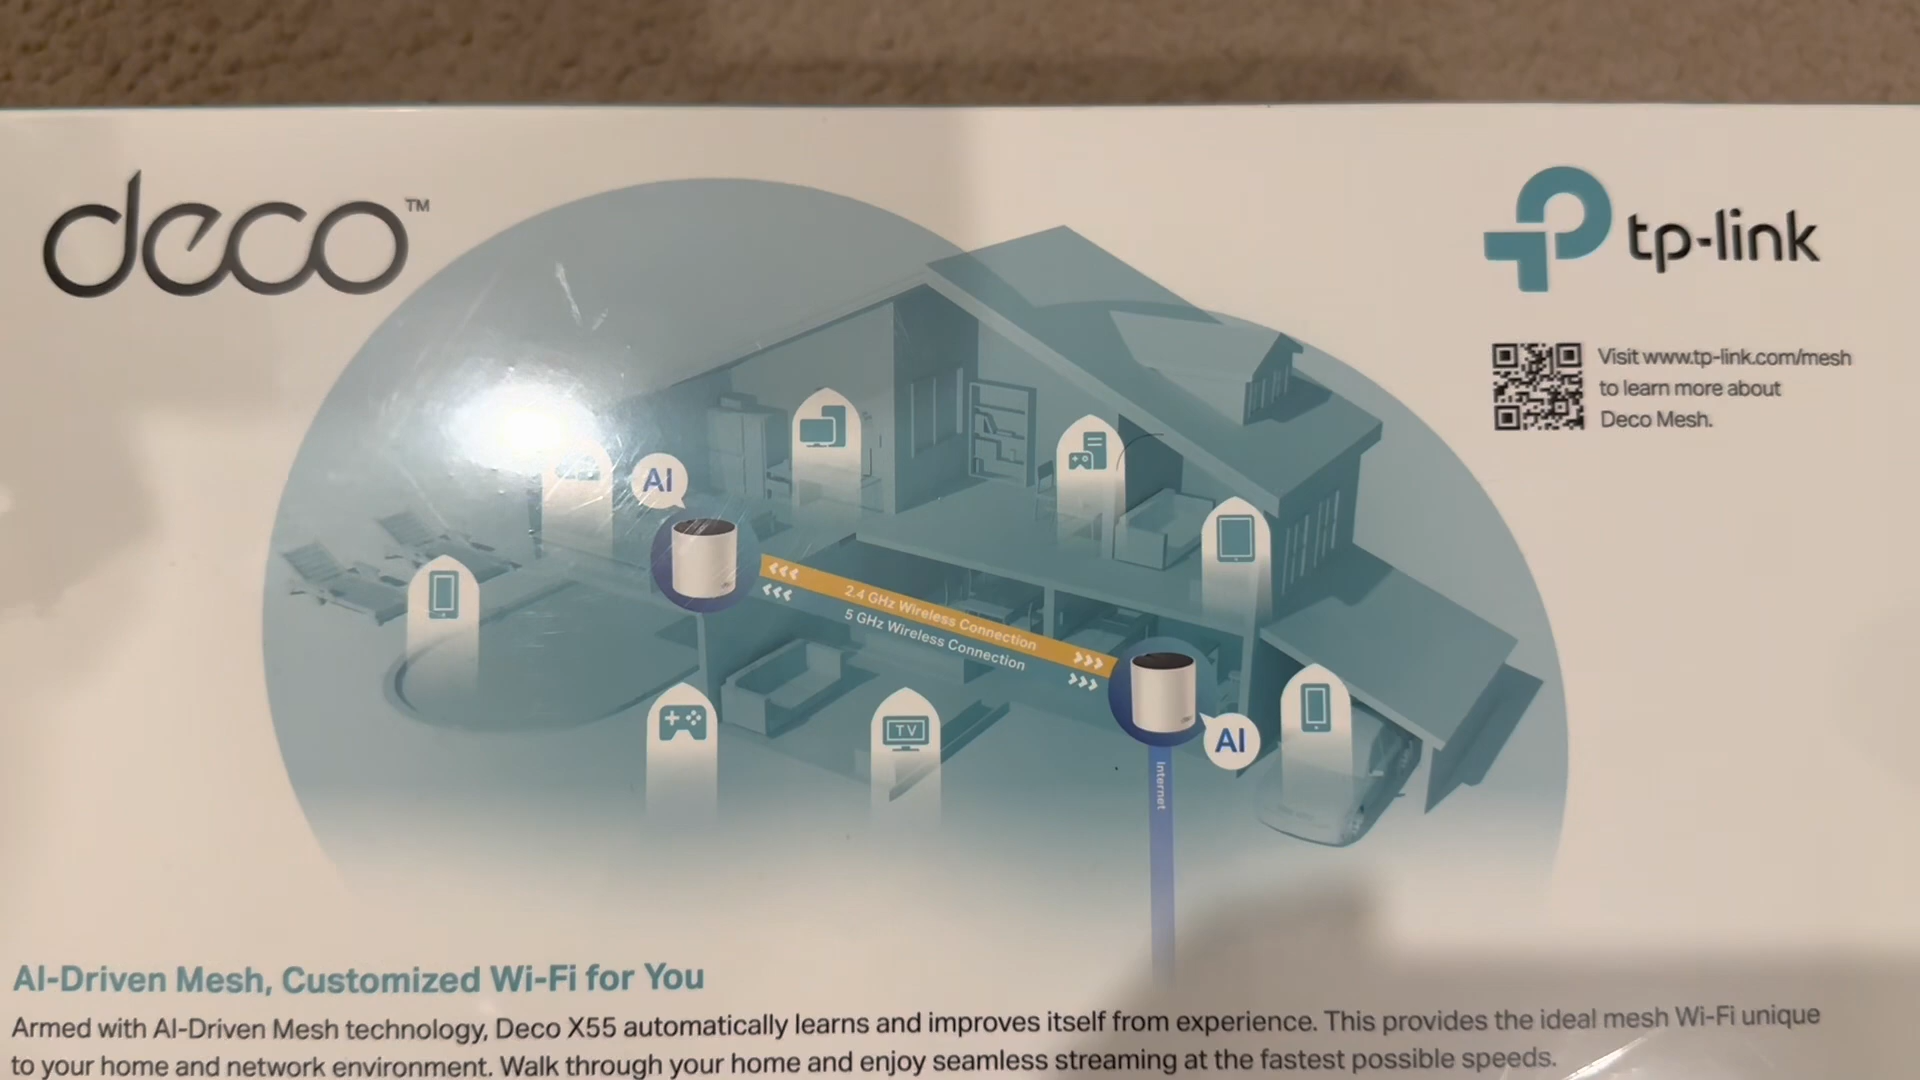 deco™
tp-link
Visit www.tp-link.com/mesh
to learn more about
Deco Mesh.
AI
2.4 GHz Wireless Connection
5 GHz Wireless Connection
TV
AI
Internet
AI-Driven Mesh, Customized Wi-Fi for You
Armed with AI-Driven Mesh technology, Deco X55 automatically learns and improves itself from experience. This provides the ideal mesh Wi-Fi unique
to your home and network environment. Walk through your home and enjoy seamless streaming at the fastest possible speeds.